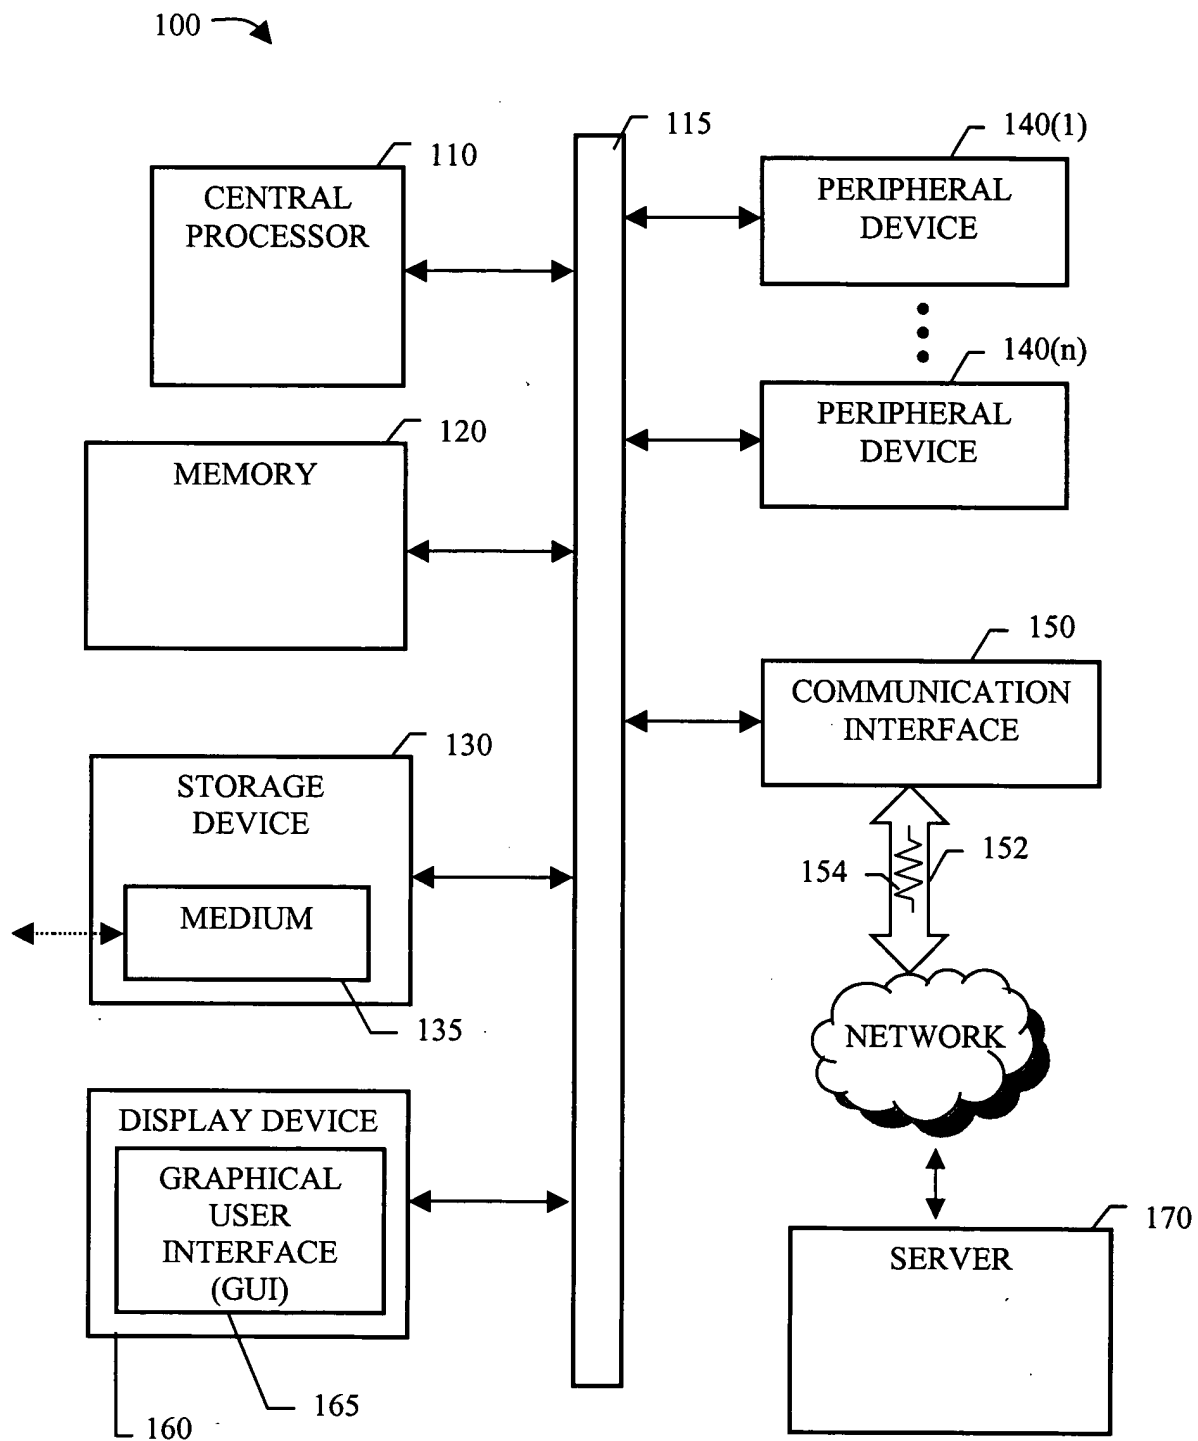 100
115
140(1)
110
CENTRAL
PROCESSOR
PERIPHERAL
DEVICE
140(n)
120
MEMORY
PERIPHERAL
DEVICE
150
COMMUNICATION
INTERFACE
130
STORAGE
DEVICE
MEDIUM
135
154
152
NETWORK
DISPLAY DEVICE
GRAPHICAL
USER
INTERFACE
(GUI)
165
160
170
SERVER